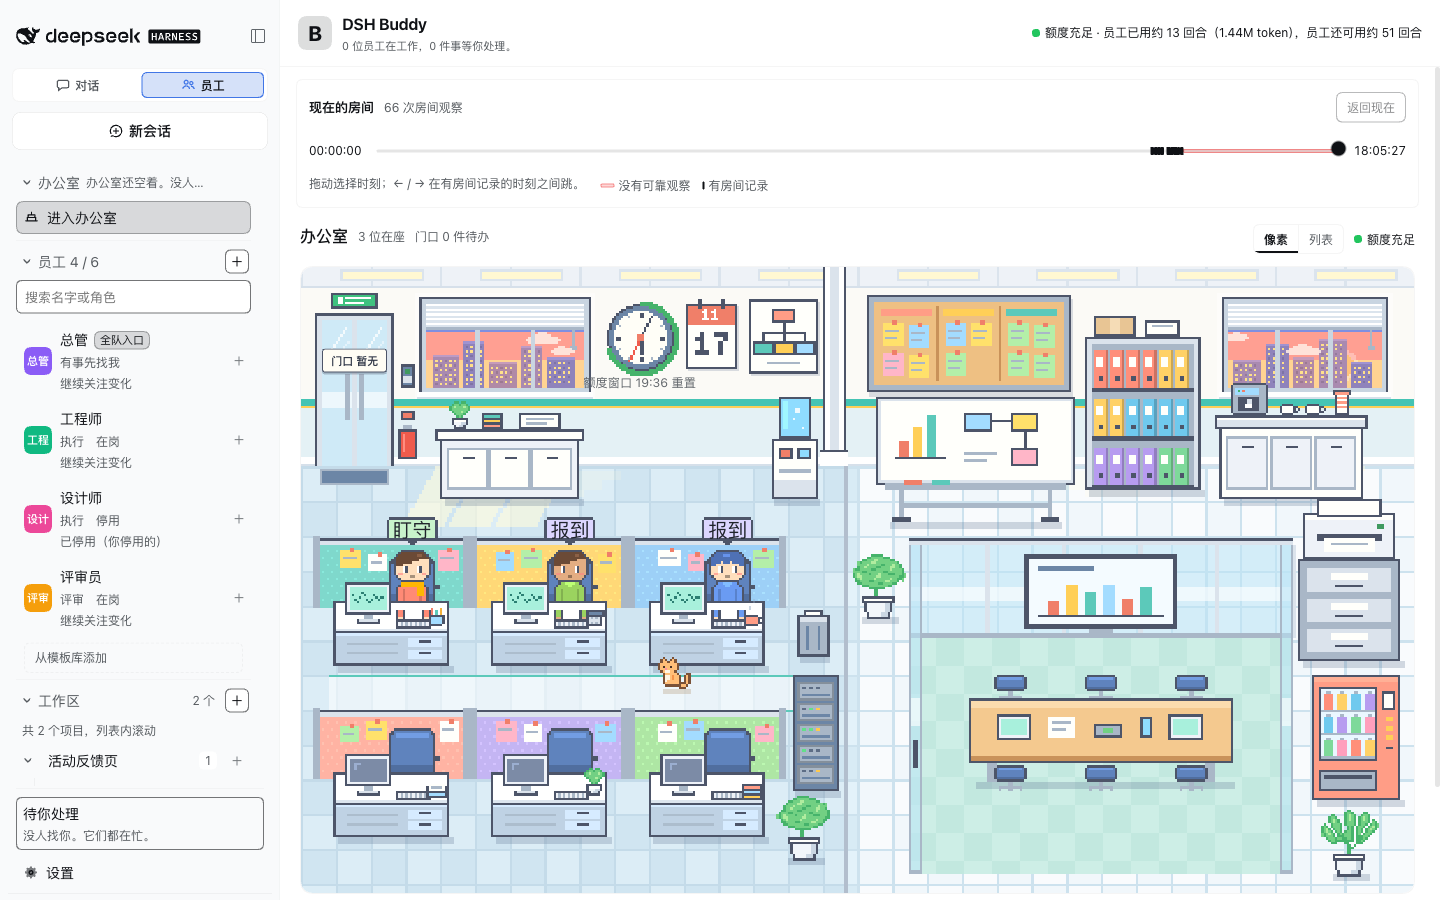 deepseek HARNESS
对话
员工
新会话
办公室 办公室还空着。没人...
进入办公室
员工 4 / 6
搜索名字或角色
总管 全队入口
总管
有事先找我
继续关注变化
工程师
工程
执行 在岗
继续关注变化
设计师
设计
执行 停用
已停用（你停用的）
评审员
评审
评审 在岗
继续关注变化
从模板库添加
工作区 2 个
共 2 个项目，列表内滚动
活动反馈页 1
待你处理
没人找你。它们都在忙。
设置
B
DSH Buddy
0 位员工在工作，0 件事等你处理。
额度充足 · 员工已用约 13 回合（1.44M token），员工还可用约 51 回合
现在的房间 66 次房间观察
返回现在
00:00:00
18:05:27
拖动选择时刻；← / → 在有房间记录的时刻之间跳。
没有可靠观察
有房间记录
办公室 3 位在座 门口 0 件待办
像素
列表
额度充足
门口 暂无
11
17
额度窗口 19:36 重置
盯守
报到
报到